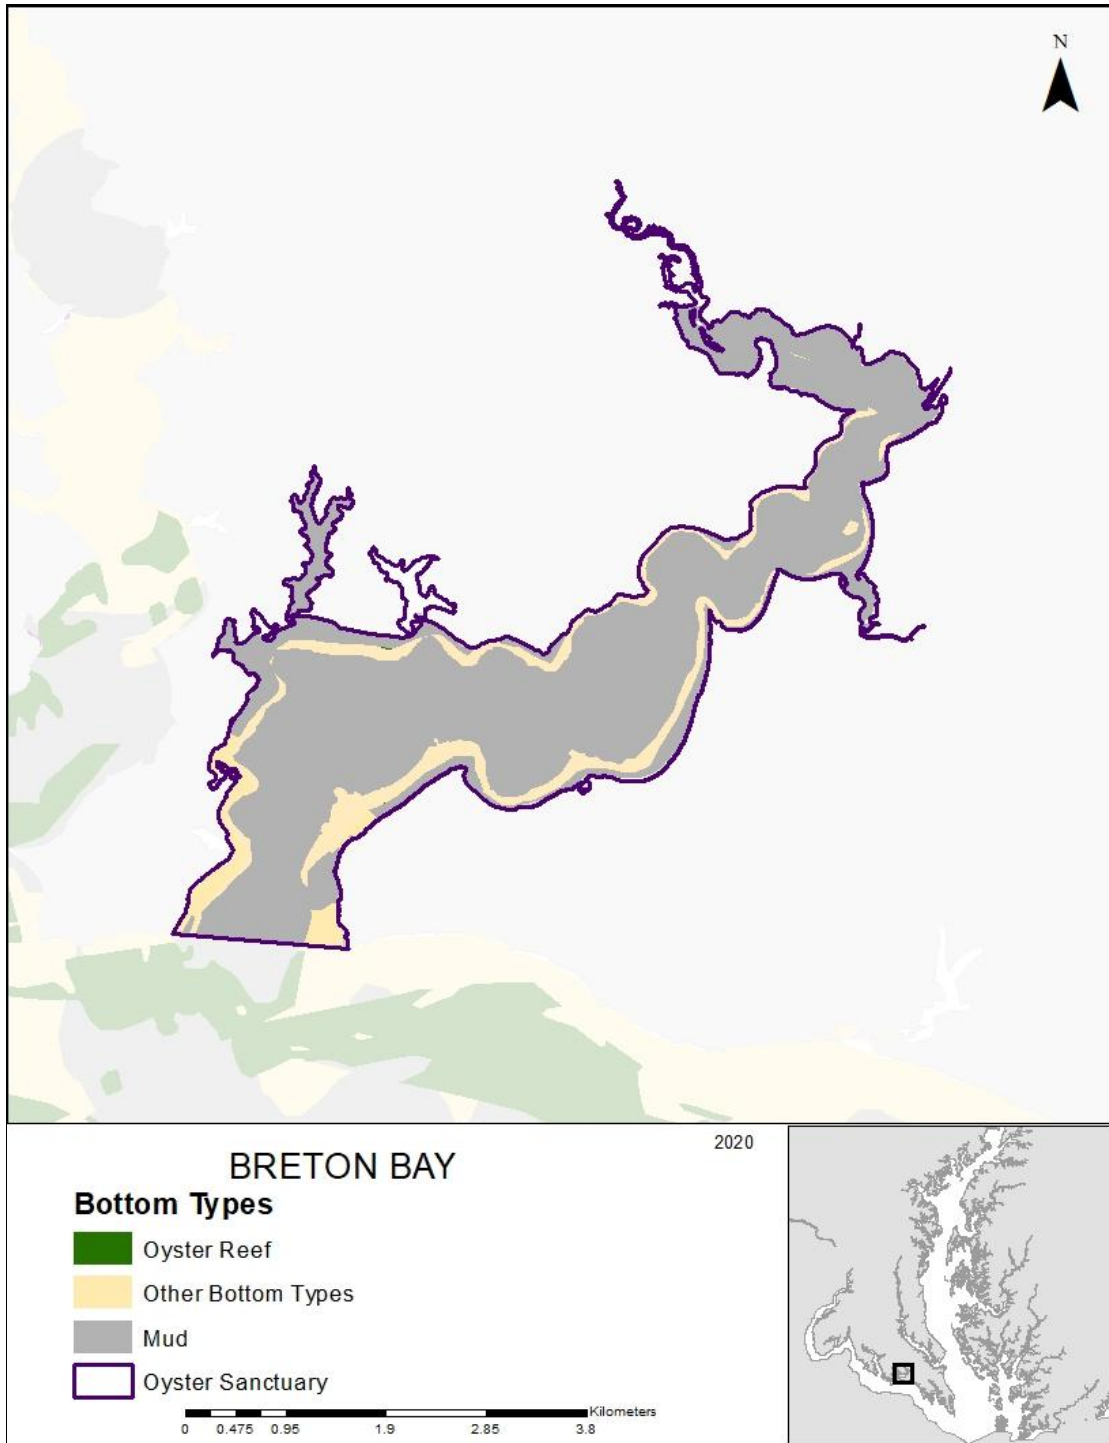 N
2020
BRETON BAY
Bottom Types
Oyster Reef
Other Bottom Types
Mud
Oyster Sanctuary
Kilometers
0 0.475 0.95 1.9 2.85 3.8